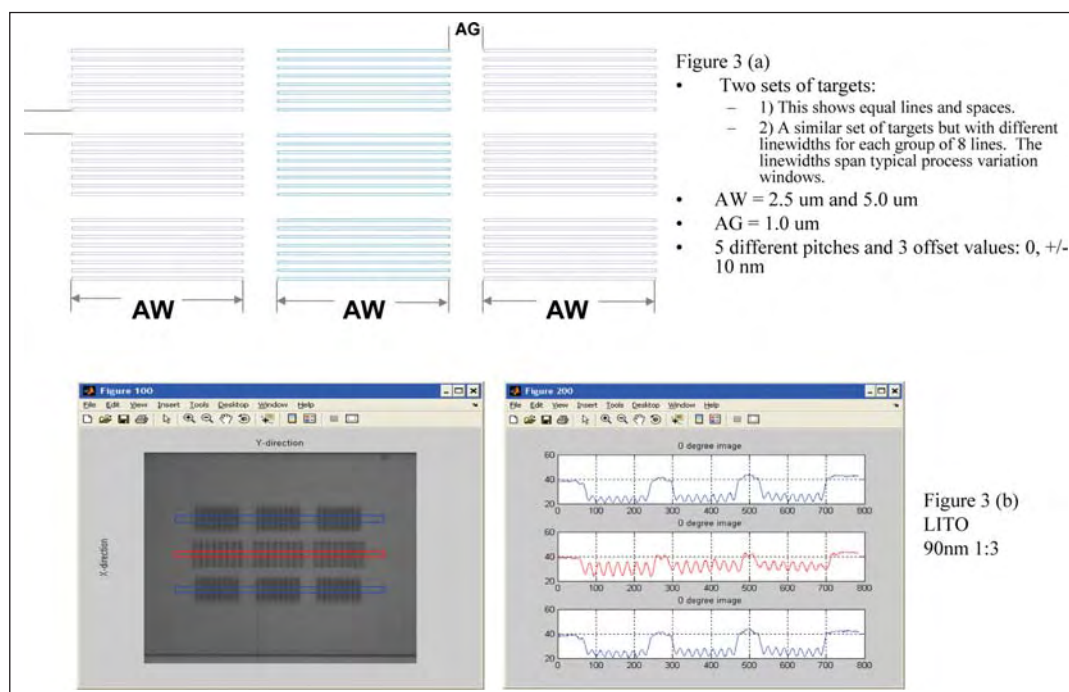 AG
AW
AW
AW
Figure 3 (a)
• Two sets of targets:
– 1) This shows equal lines and spaces.
– 2) A similar set of targets but with different
linewidths for each group of 8 lines. The
linewidths span typical process variation
windows.
• AW = 2.5 um and 5.0 um
• AG = 1.0 um
• 5 different pitches and 3 offset values: 0, +/-
10 nm
Figure 100
File Edit View Insert Tools Desktop Window Help
Y-direction
X-direction
Figure 200
File Edit View Insert Tools Desktop Window Help
0 degree image
60
40
20
0 100 200 300 400 500 600 700 800
0 degree image
60
40
20
0 100 200 300 400 500 600 700 800
0 degree image
60
40
20
0 100 200 300 400 500 600 700 800
Figure 3 (b)
LITO
90nm 1:3